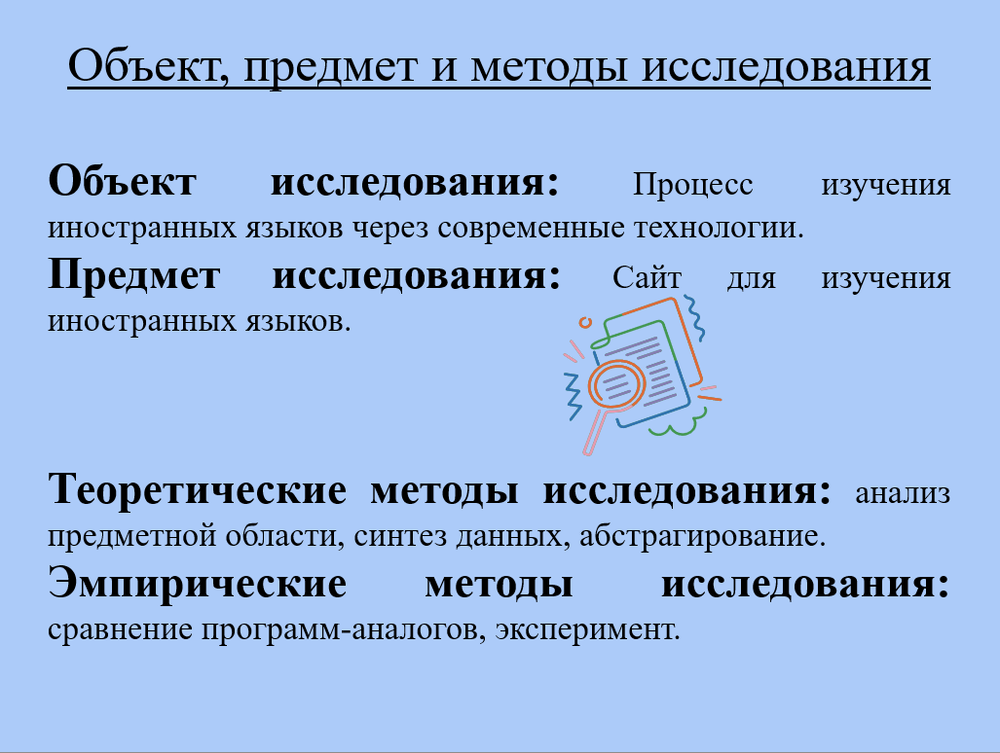 Объект, предмет и методы исследования
Объект исследования: Процесс изучения
иностранных языков через современные технологии.
Предмет исследования: Сайт для изучения
иностранных языков.
Теоретические методы исследования: анализ
предметной области, синтез данных, абстрагирование.
Эмпирические методы исследования:
сравнение программ-аналогов, эксперимент.